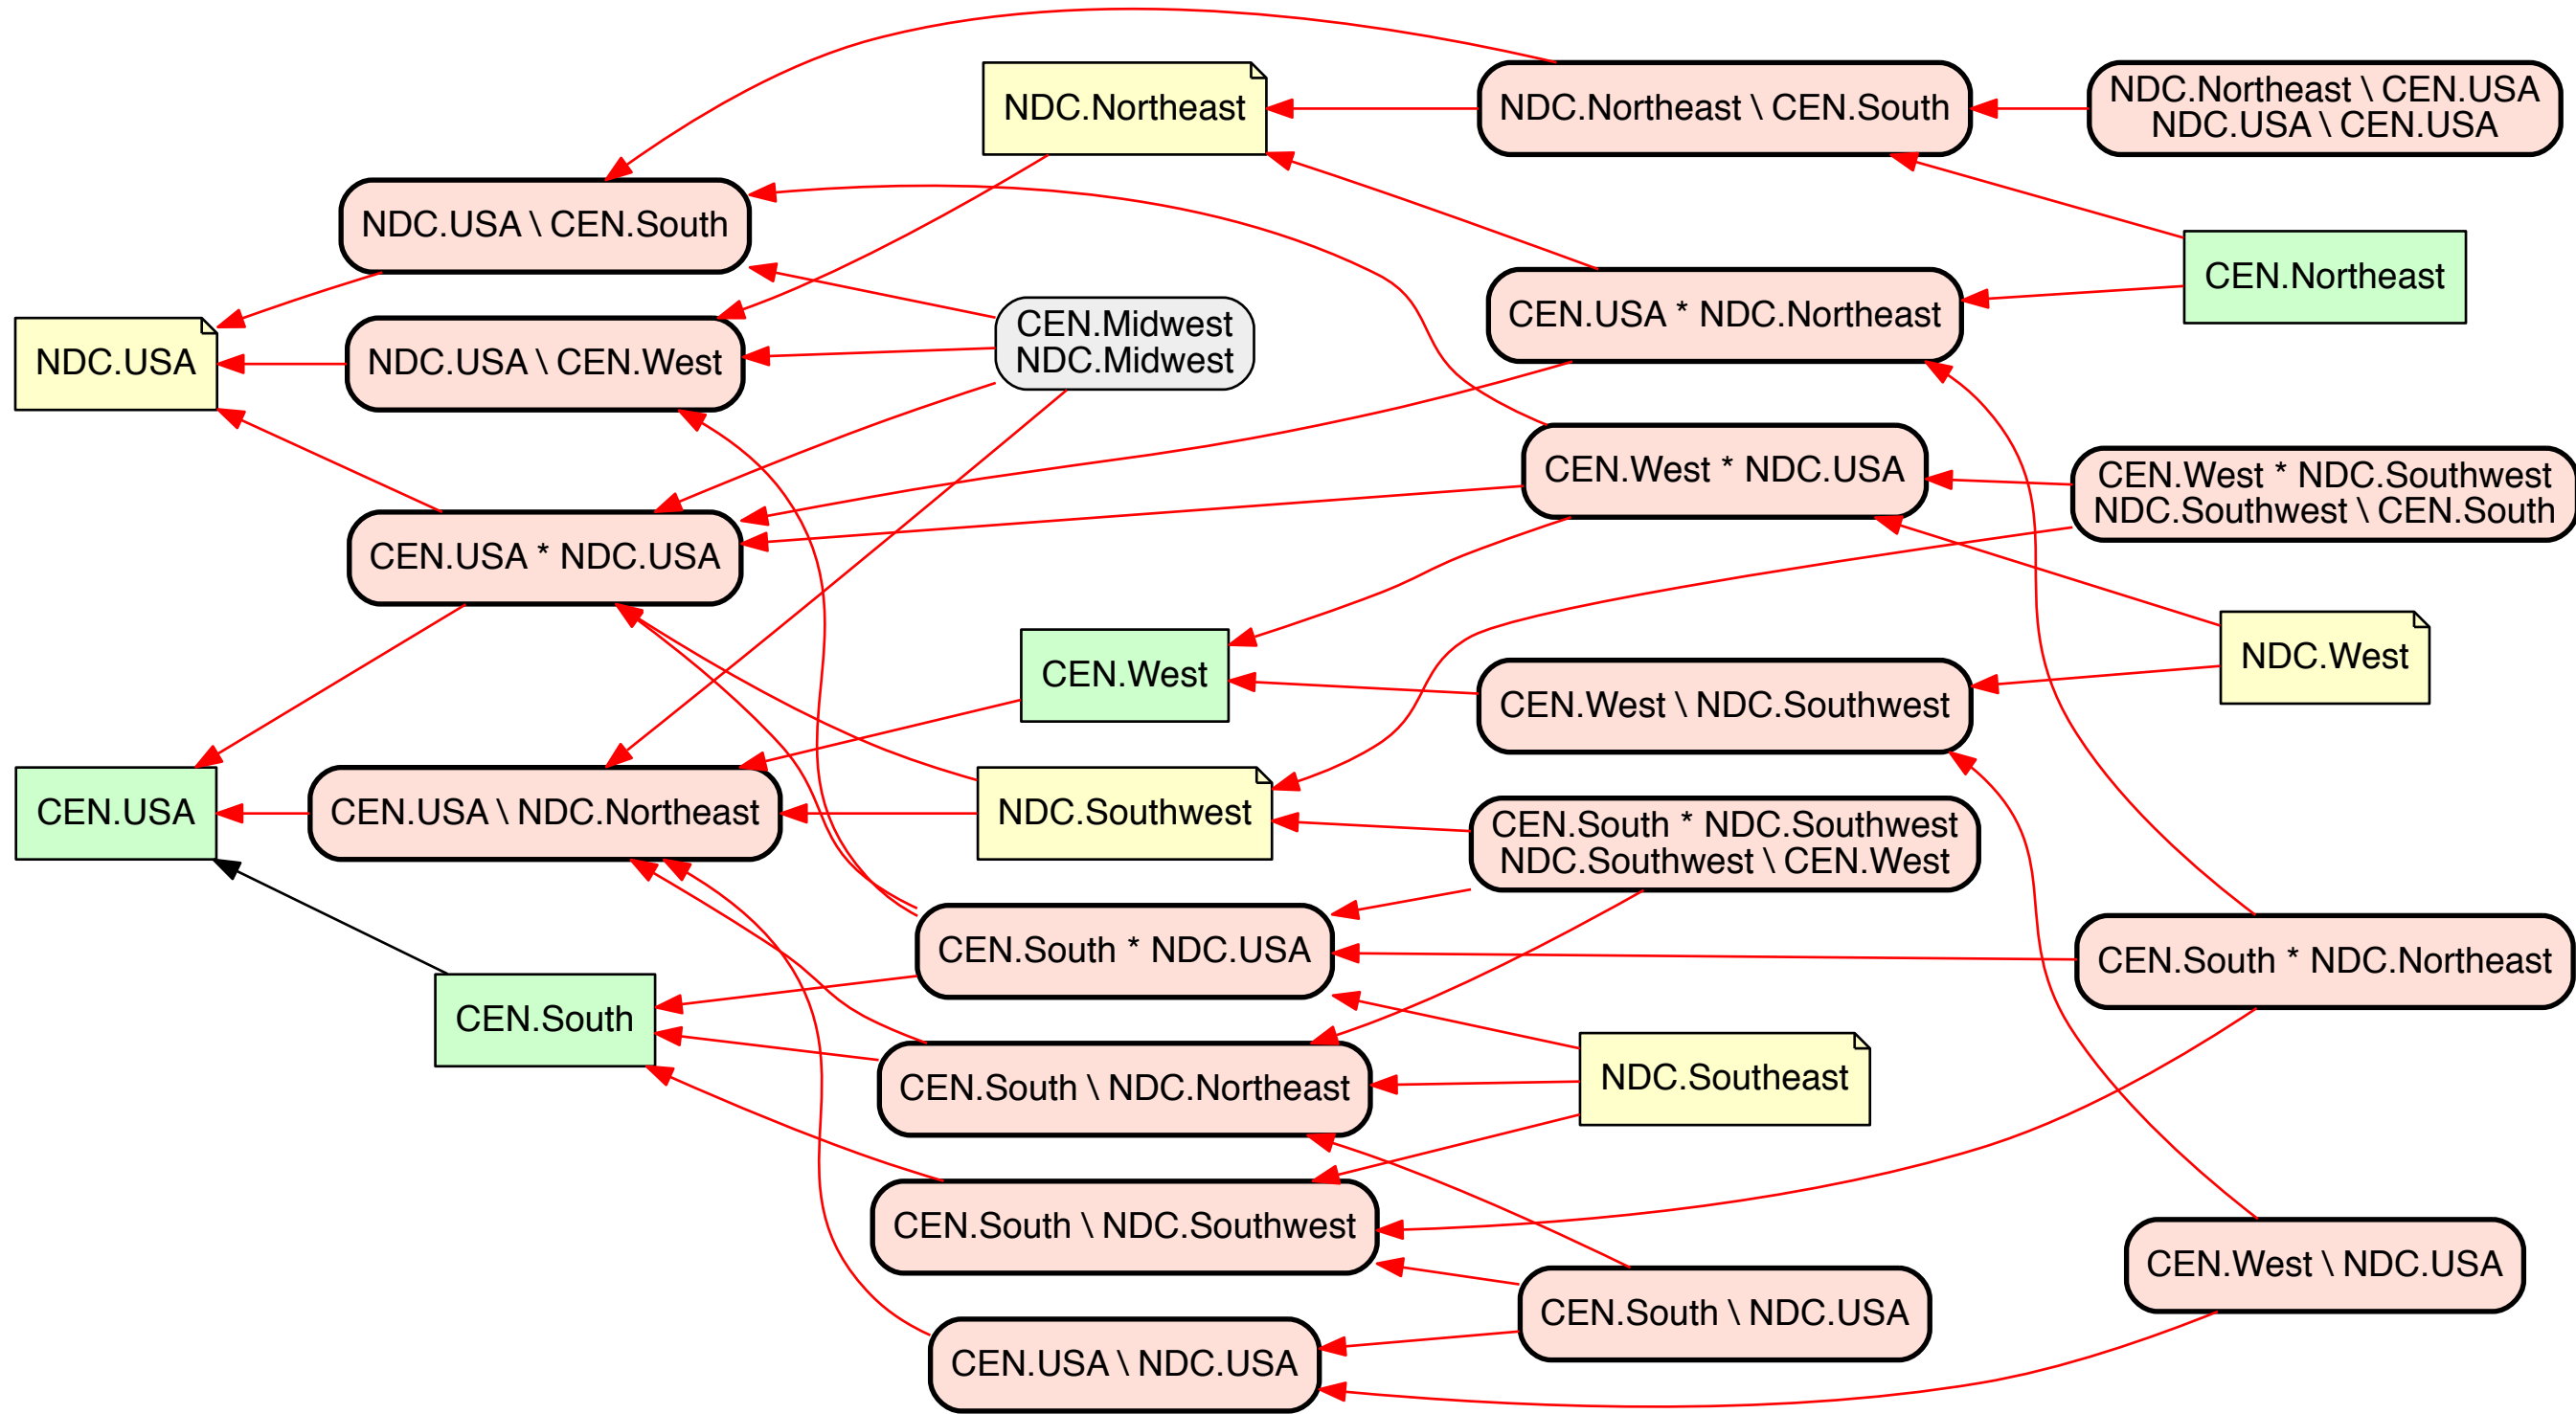 NDC.Northeast
NDC.Northeast \ CEN.South
NDC.Northeast \ CEN.USA
NDC.USA \ CEN.USA
NDC.USA \ CEN.South
CEN.Northeast
CEN.Midwest
NDC.Midwest
CEN.USA * NDC.Northeast
NDC.USA
NDC.USA \ CEN.West
CEN.West * NDC.USA
CEN.West * NDC.Southwest
NDC.Southwest \ CEN.South
CEN.USA * NDC.USA
NDC.West
CEN.West
CEN.West \ NDC.Southwest
CEN.USA
CEN.USA \ NDC.Northeast
NDC.Southwest
CEN.South * NDC.Southwest
NDC.Southwest \ CEN.West
CEN.South * NDC.USA
CEN.South * NDC.Northeast
CEN.South
CEN.South \ NDC.Northeast
NDC.Southeast
CEN.South \ NDC.Southwest
CEN.West \ NDC.USA
CEN.South \ NDC.USA
CEN.USA \ NDC.USA